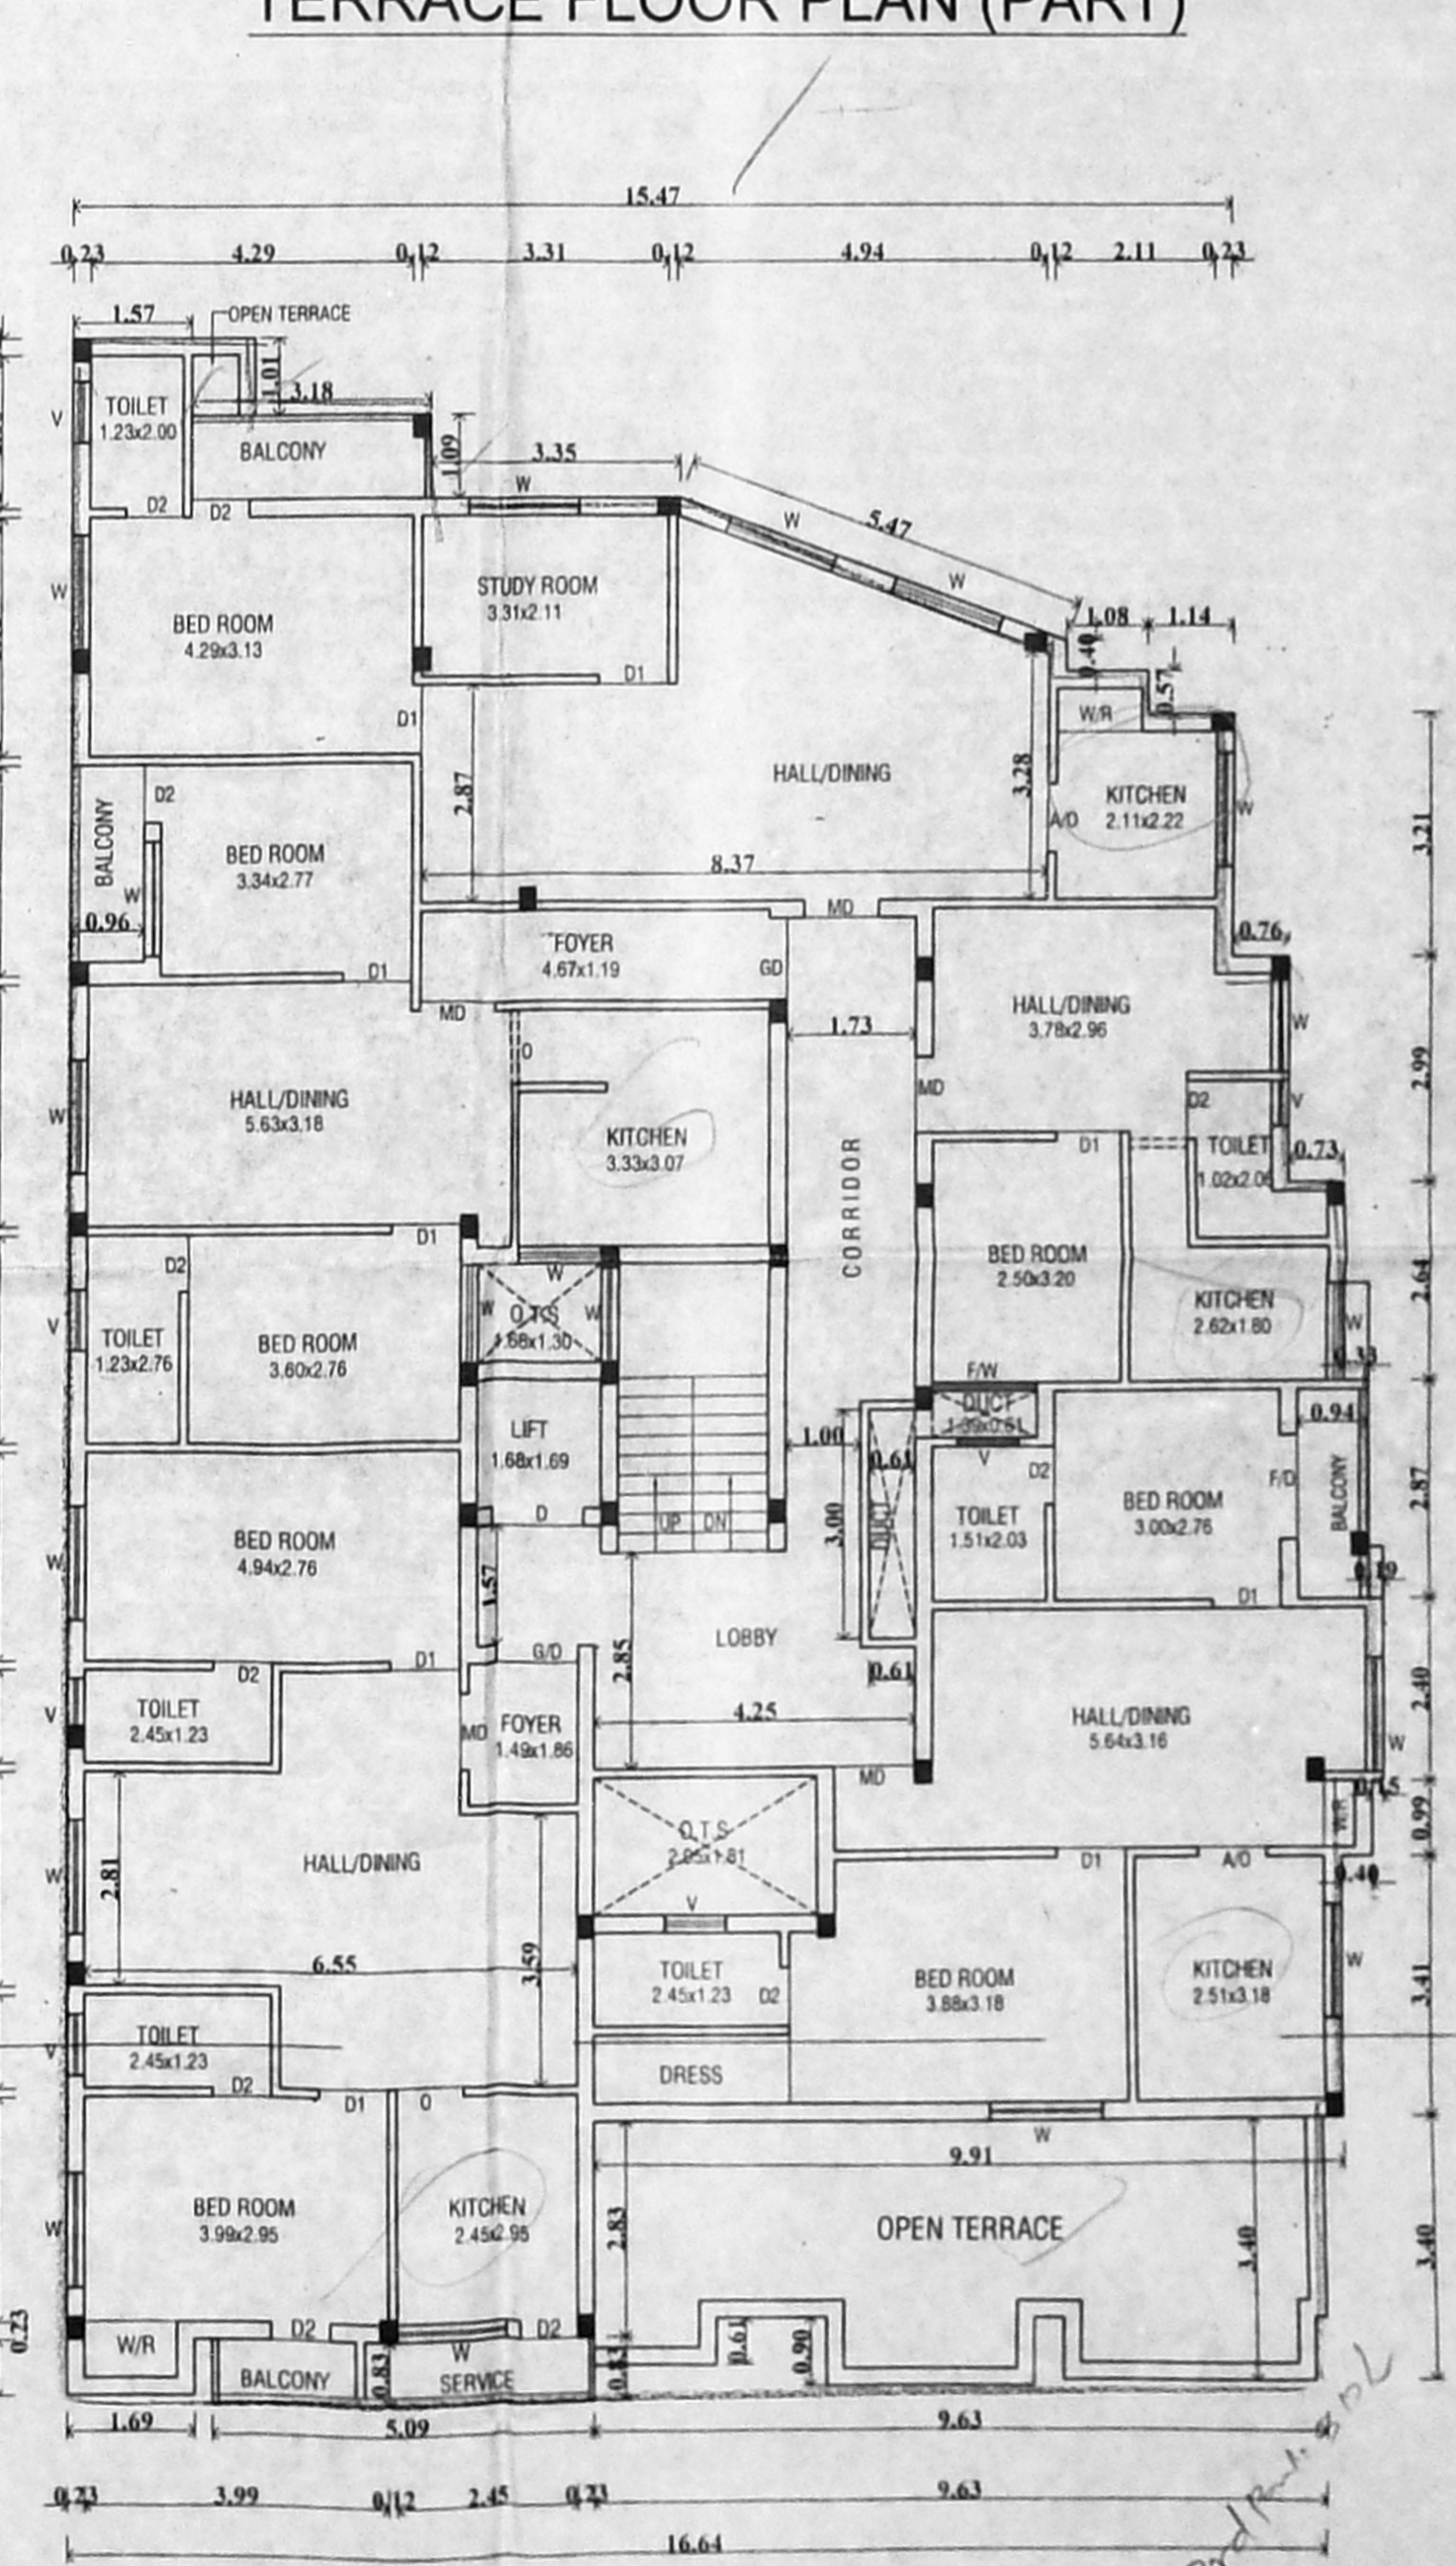 TERRACE FLOOR PLAN (PART)
15.47
0.23 4.29 0.12 3.31 0.12 4.94 0.12 2.11 0.23
1.57
OPEN TERRACE
1.01
3.18
TOILET
1.23x2.00
V
BALCONY
1.09
3.35
W
5.47
W
W
D2
D2
W
BED ROOM
4.29x3.13
STUDY ROOM
3.31x2.11
D1
D1
1.08
1.14
0.40
0.57
W/R
HALL/DINING
2.87
3.28
8.37
A/D
KITCHEN
2.11x2.22
W
3.21
BALCONY
D2
W
0.96
BED ROOM
3.34x2.77
D1
MD
FOYER
4.67x1.19
GD
MD
0.76
HALL/DINING
3.78x2.96
W
1.73
MD
2.99
D2
V
TOILET
1.02x2.06
0.73
W
HALL/DINING
5.63x3.18
O
KITCHEN
3.33x3.07
CORRIDOR
D1
BED ROOM
2.50x3.20
KITCHEN
2.62x1.80
W
2.64
D1
D2
V
TOILET
1.23x2.76
BED ROOM
3.60x2.76
W
W
O.T.S
W
1.68x1.30
F/W
DUCT
1.39x0.61
0.33
0.94
LIFT
1.68x1.69
D
UP
DN
1.00
0.61
V
D2
3.00
DUCT
TOILET
1.51x2.03
BED ROOM
3.00x2.76
F/D
BALCONY
2.87
0.19
D1
W
BED ROOM
4.94x2.76
1.57
G/D
2.85
LOBBY
0.61
4.25
D2
D1
V
TOILET
2.45x1.23
MD
FOYER
1.49x1.86
MD
HALL/DINING
5.64x3.16
W
2.40
0.15
W/R
0.99
W
2.81
HALL/DINING
6.55
3.59
O.T.S
2.95x1.81
V
D1
A/D
0.40
TOILET
2.45x1.23
D2
BED ROOM
3.88x3.18
KITCHEN
2.51x3.18
W
3.41
V
TOILET
2.45x1.23
D2
D1
O
DRESS
W
9.91
W
BED ROOM
3.99x2.95
KITCHEN
2.45x2.95
2.83
OPEN TERRACE
3.40
3.40
0.23
W/R
D2
BALCONY
0.83
W
D2
SERVICE
0.83
0.61
0.90
1.69
5.09
9.63
0.23 3.99 0.12 2.45 0.23 9.63
16.64